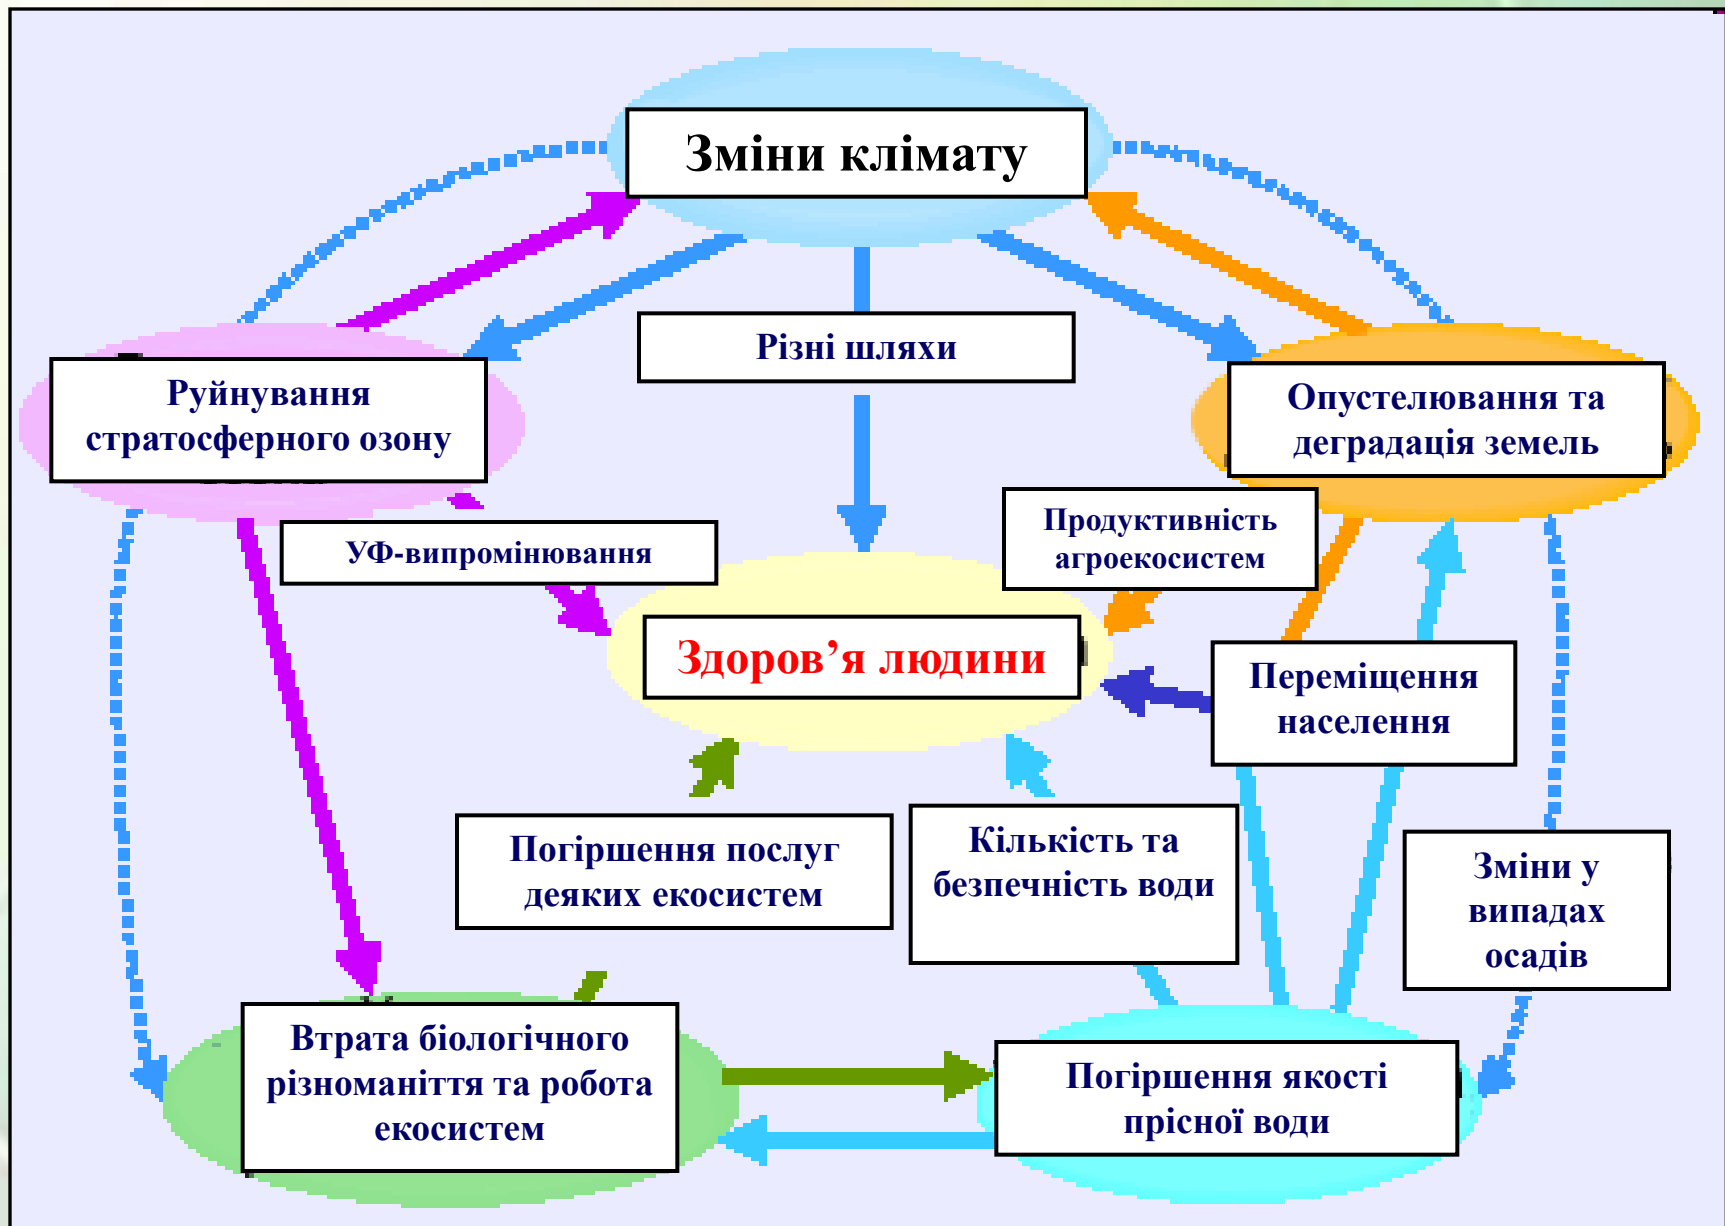 Зміни клімату
Різні шляхи
Руйнування
стратосферного озону
Опустелювання та
деградація земель
УФ-випромінювання
Продуктивність
агроекосистем
Здоров’я людини
Переміщення
населення
Погіршення послуг
деяких екосистем
Кількість та
безпечність води
Зміни у
випадах
осадів
Втрата біологічного
різноманіття та робота
екосистем
Погіршення якості
прісної води